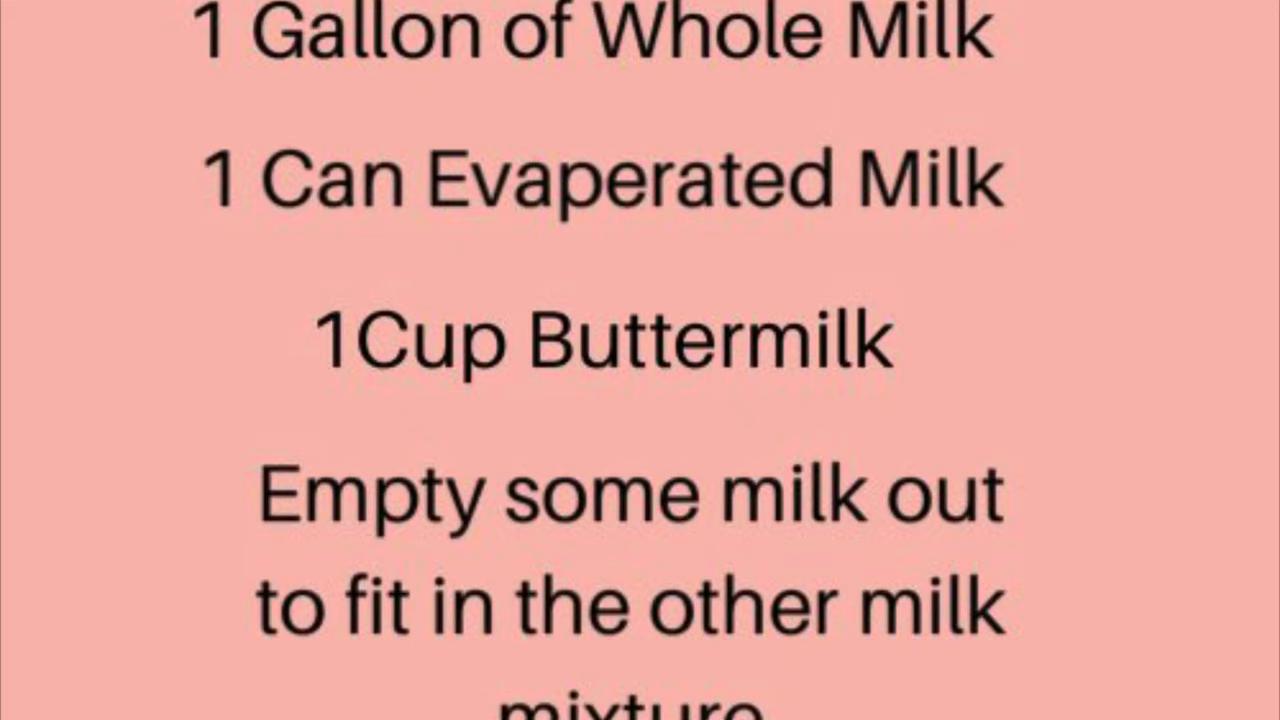 1 Gallon of Whole Milk
1 Can Evaperated Milk
1Cup Buttermilk
Empty some milk out
to fit in the other milk
mixture